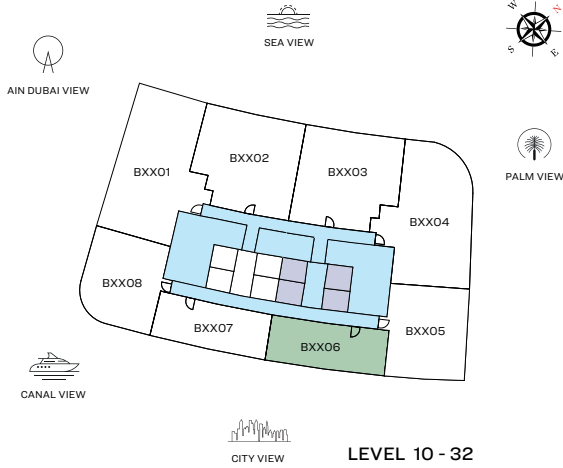 SEA VIEW
W
N
S
E
AIN DUBAI VIEW
BXX01
BXX02
BXX03
PALM VIEW
BXX04
BXX08
BXX07
BXX06
BXX05
CANAL VIEW
CITY VIEW
LEVEL 10 - 32